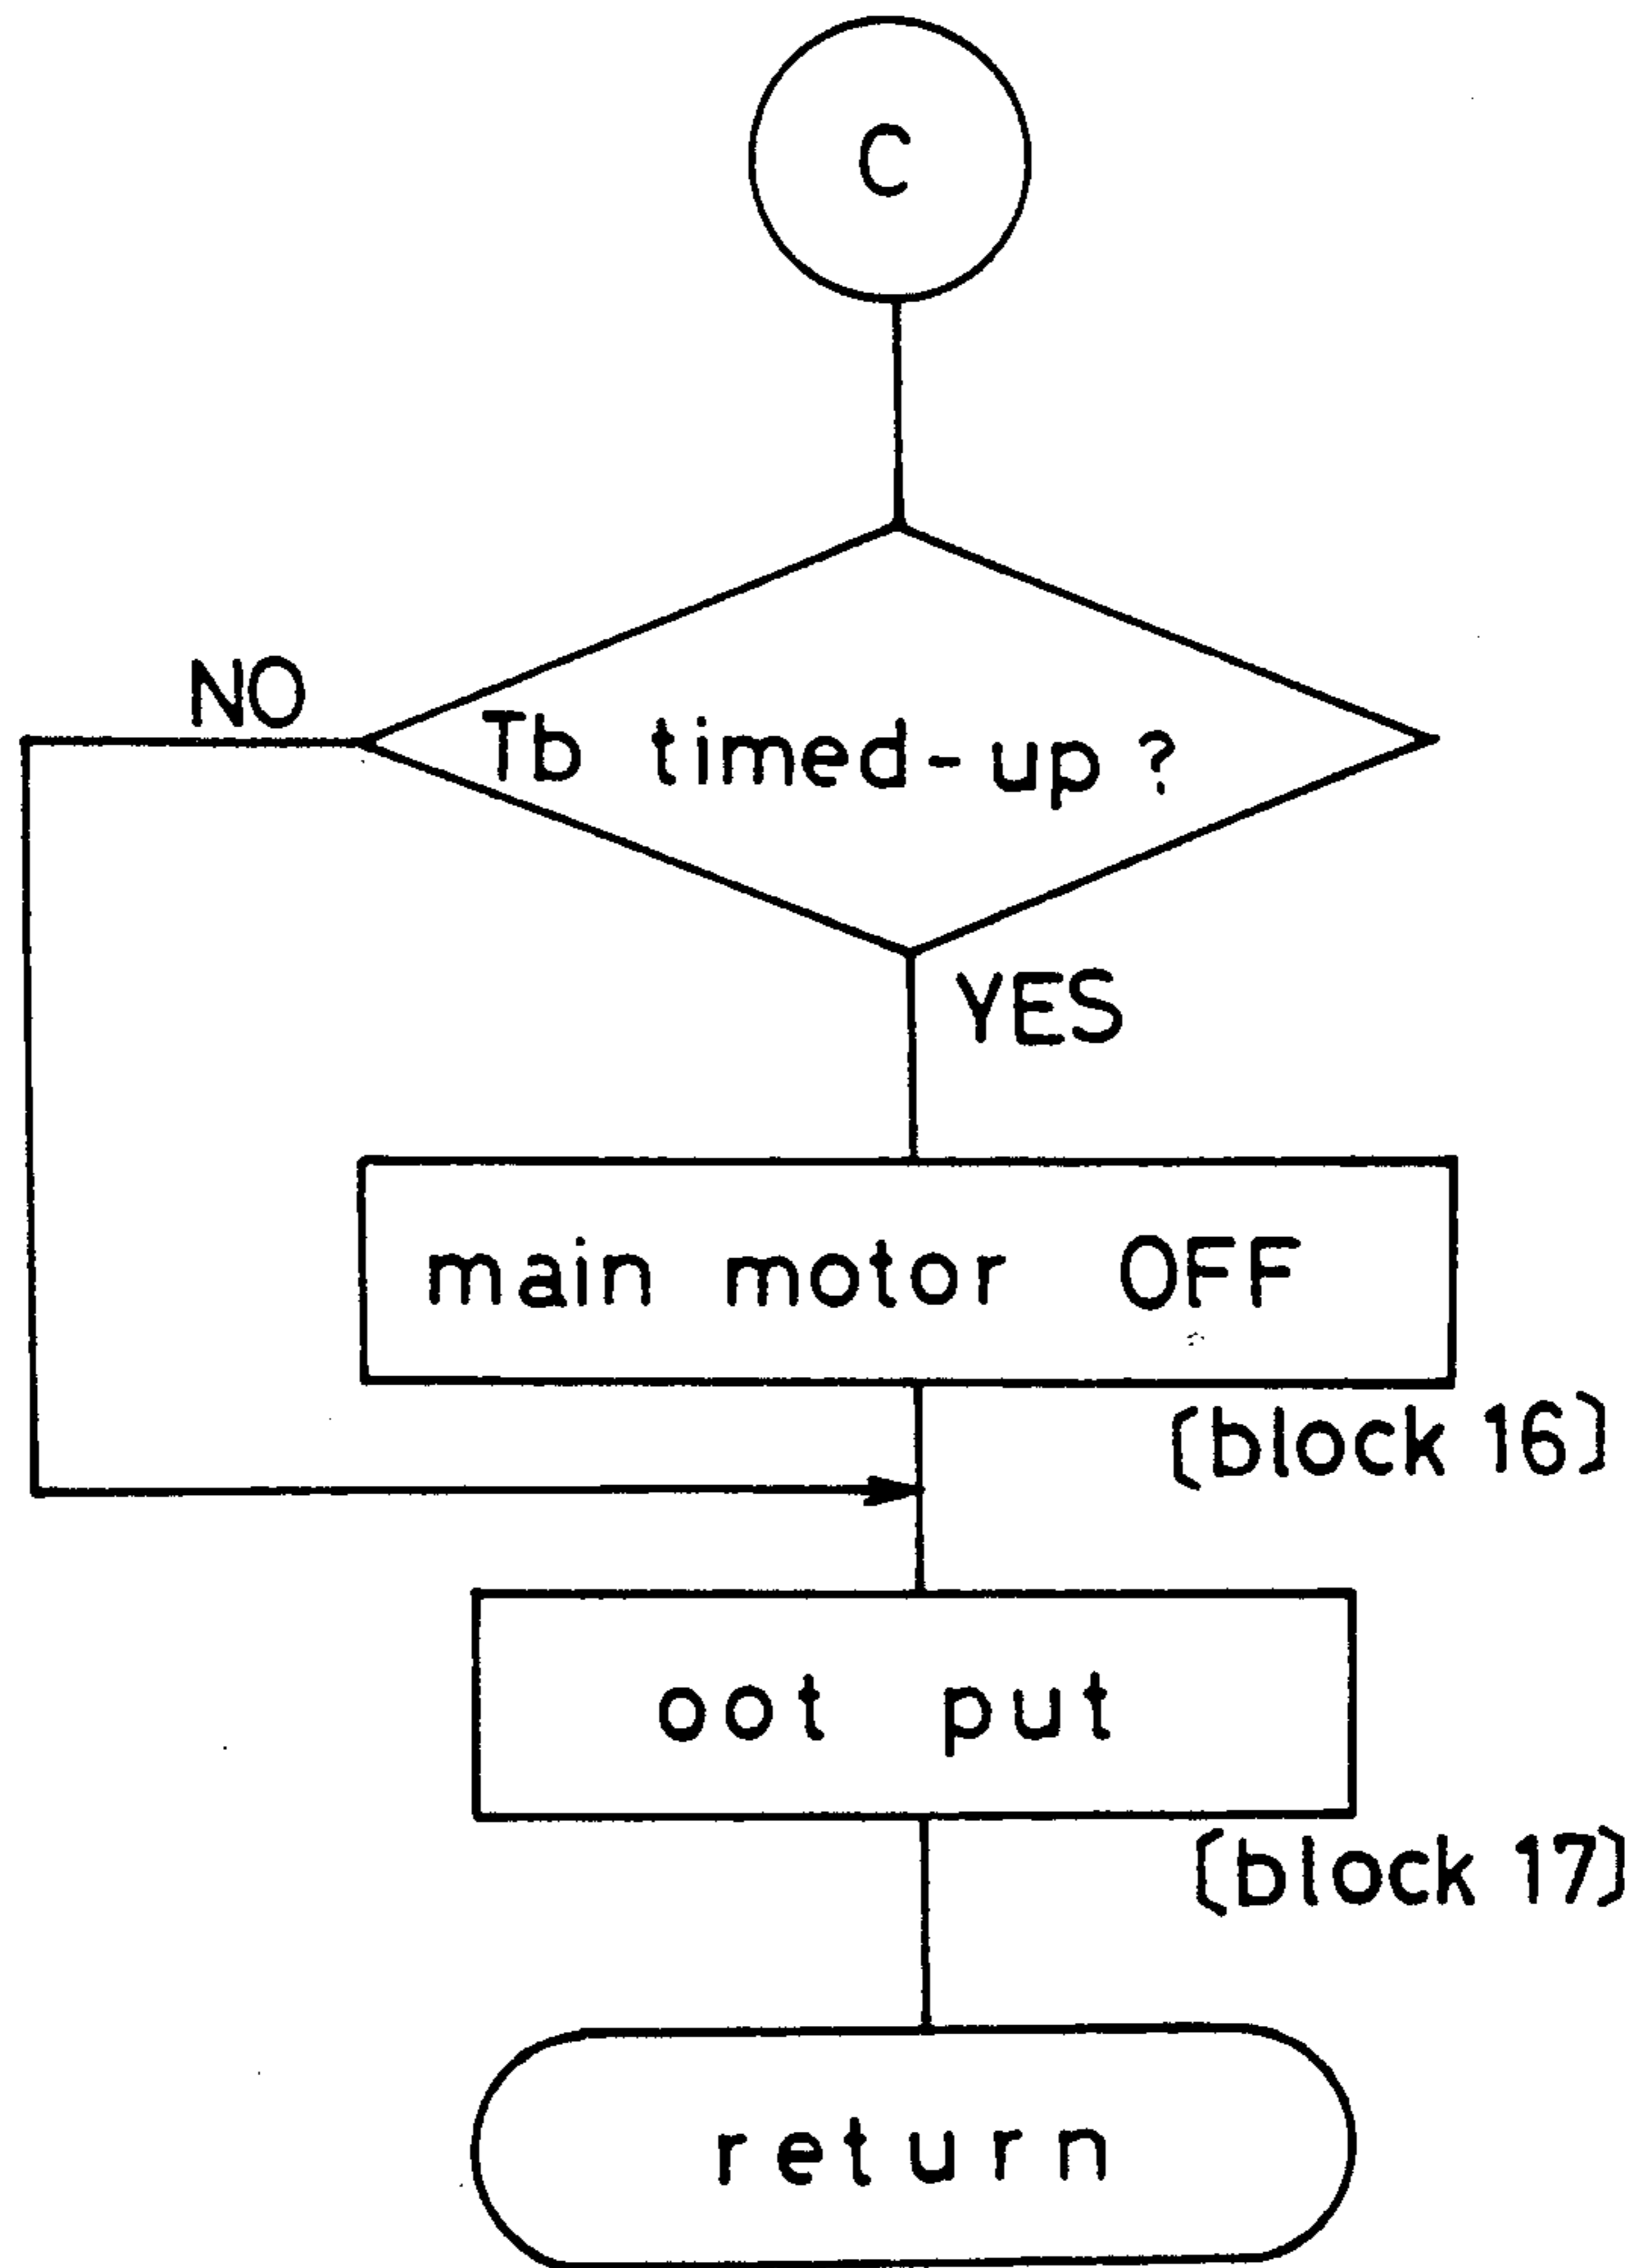 C
NO
Tb timed-up ?
YES
main motor OFF
(block 16)
oot put
(block 17)
return